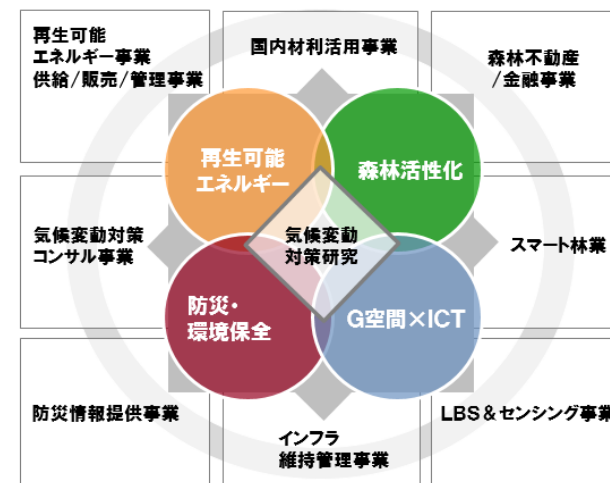 再生可能
エネルギー事業
供給/販売/管理事業
国内材利活用事業
森林不動産
/金融事業
再生可能
エネルギー
森林活性化
気候変動対策
コンサル事業
気候変動
対策研究
スマート林業
防災・
環境保全
G空間×ICT
防災情報提供事業
インフラ
維持管理事業
LBS&センシング事業